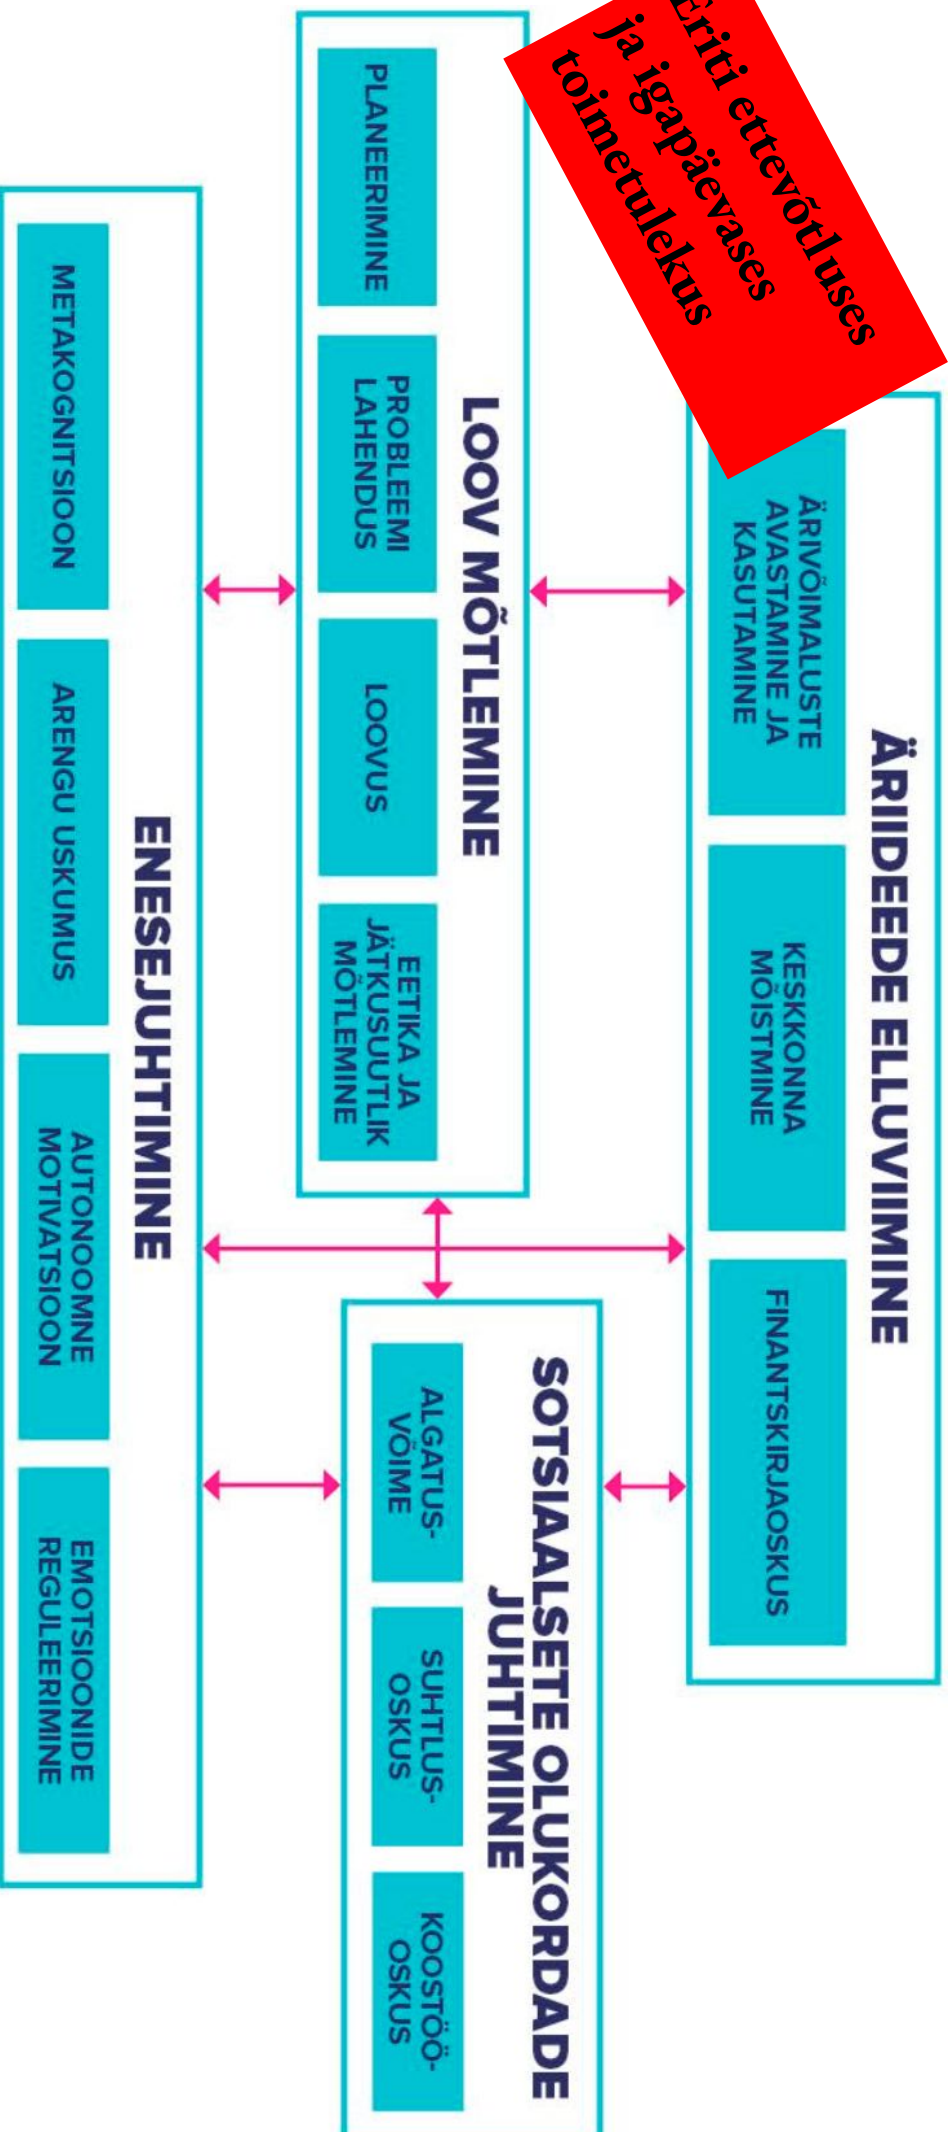 Eriti ettevõtluses
ja igapäevases
toimetulekus
ÄRIIDEEDE ELLUVIIMINE
ÄRIVÕIMALUSTE
AVASTAMINE JA
KASUTAMINE
KESKKONNA
MÕISTMINE
FINANTSKIRJAOSKUS
LOOV MÕTLEMINE
PLANEERIMINE
PROBLEEMI
LAHENDUS
LOOVUS
EETIKA JA
JÄTKUSUUTLIK
MÕTLEMINE
SOTSIAALSETE OLUKORDADE
JUHTIMINE
ALGATUS-
VÕIME
SUHTLUS-
OSKUS
KOOSTÖÖ-
OSKUS
ENESEJUHTIMINE
METAKOGNITSIOON
ARENGU USKUMUS
AUTONOOMNE
MOTIVATSIOON
EMOTSIOONIDE
REGULEERIMINE